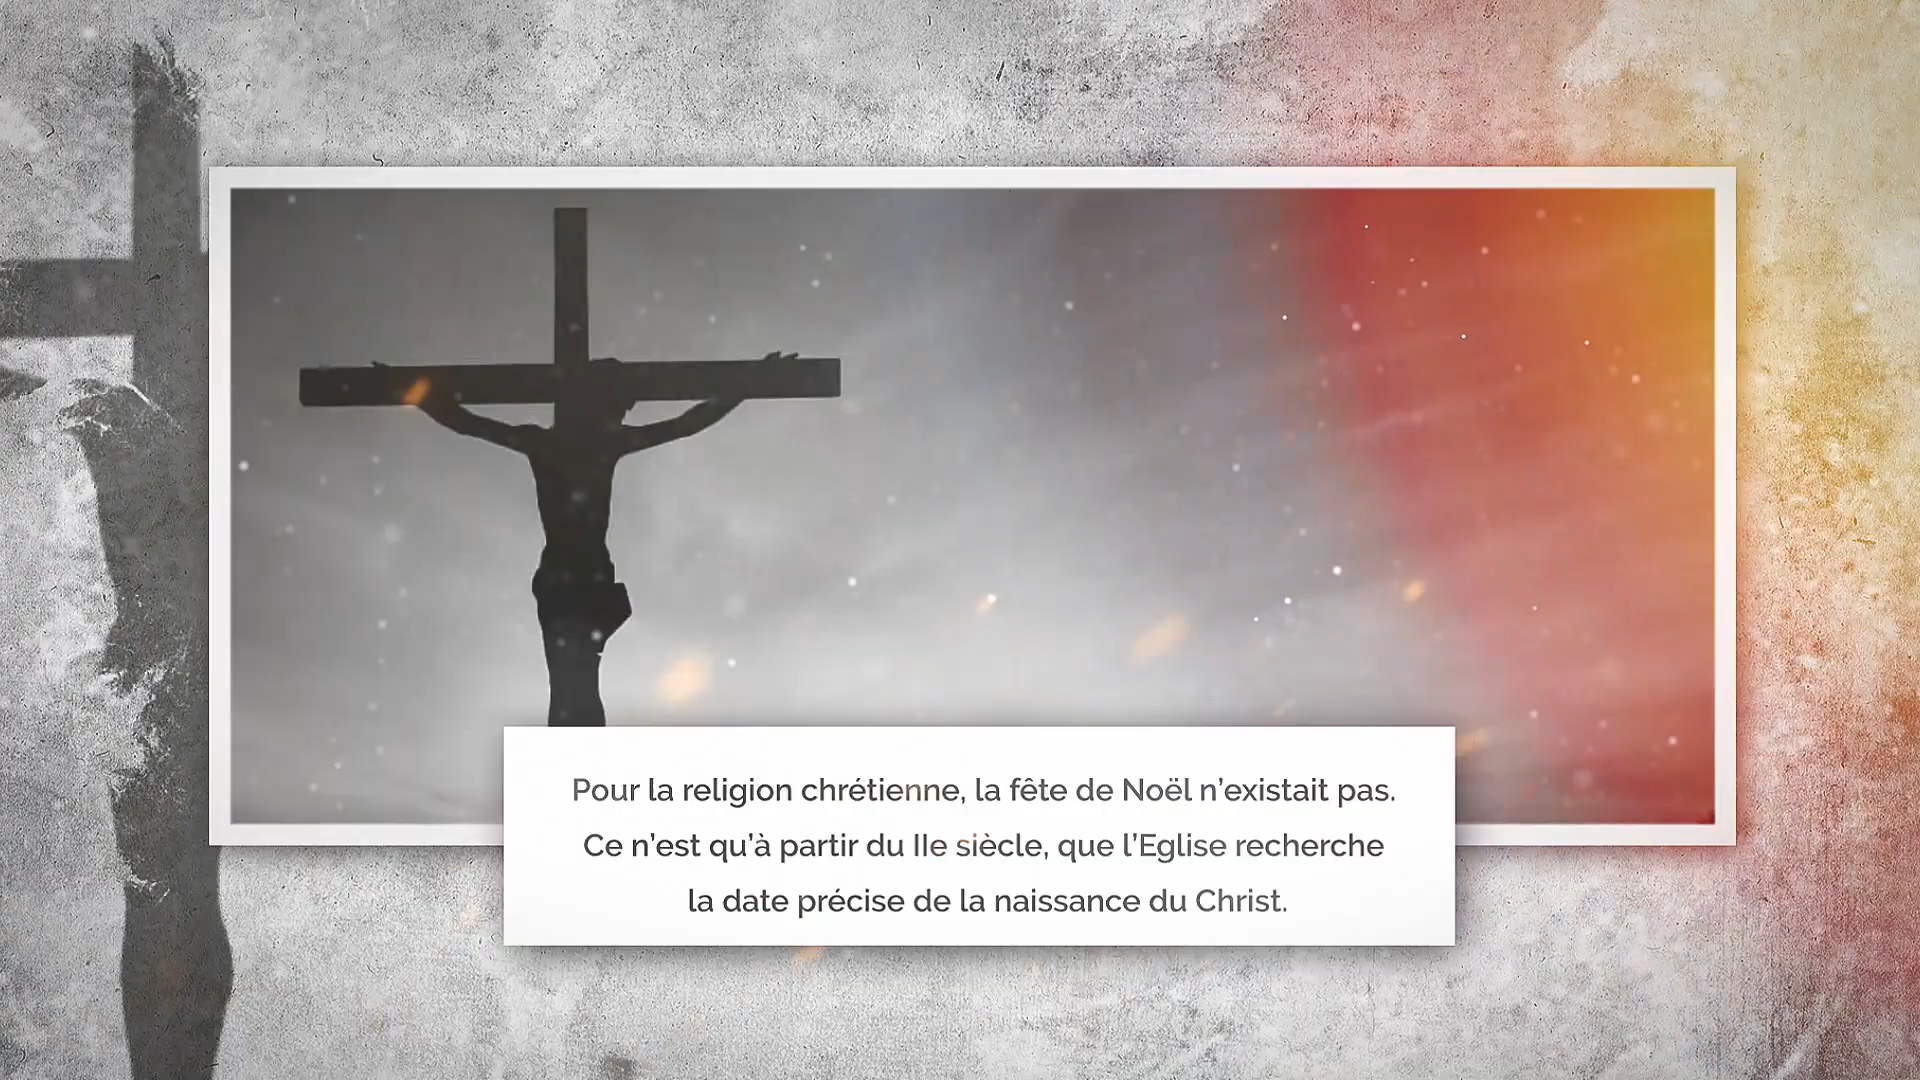 Pour la religion chrétienne, la fête de Noël n’existait pas.
Ce n’est qu’à partir du IIe siècle, que l’Eglise recherche
la date précise de la naissance du Christ.